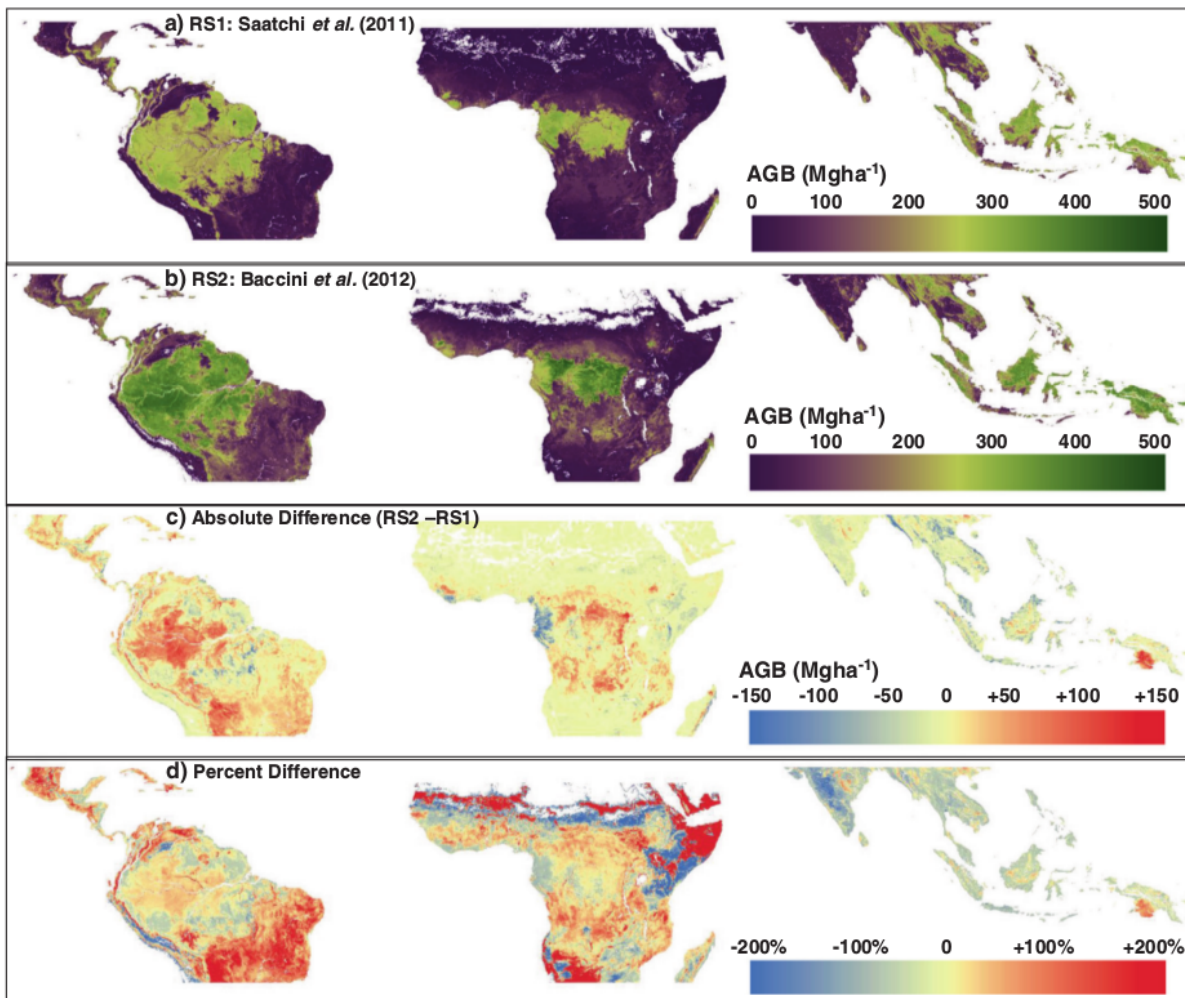 a) RS1: Saatchi et al. (2011)
AGB (Mgha-1)
0 100 200 300 400 500
b) RS2: Baccini et al. (2012)
AGB (Mgha-1)
0 100 200 300 400 500
c) Absolute Difference (RS2 –RS1)
AGB (Mgha-1)
-150 -100 -50 0 +50 +100 +150
d) Percent Difference
-200% -100% 0 +100% +200%